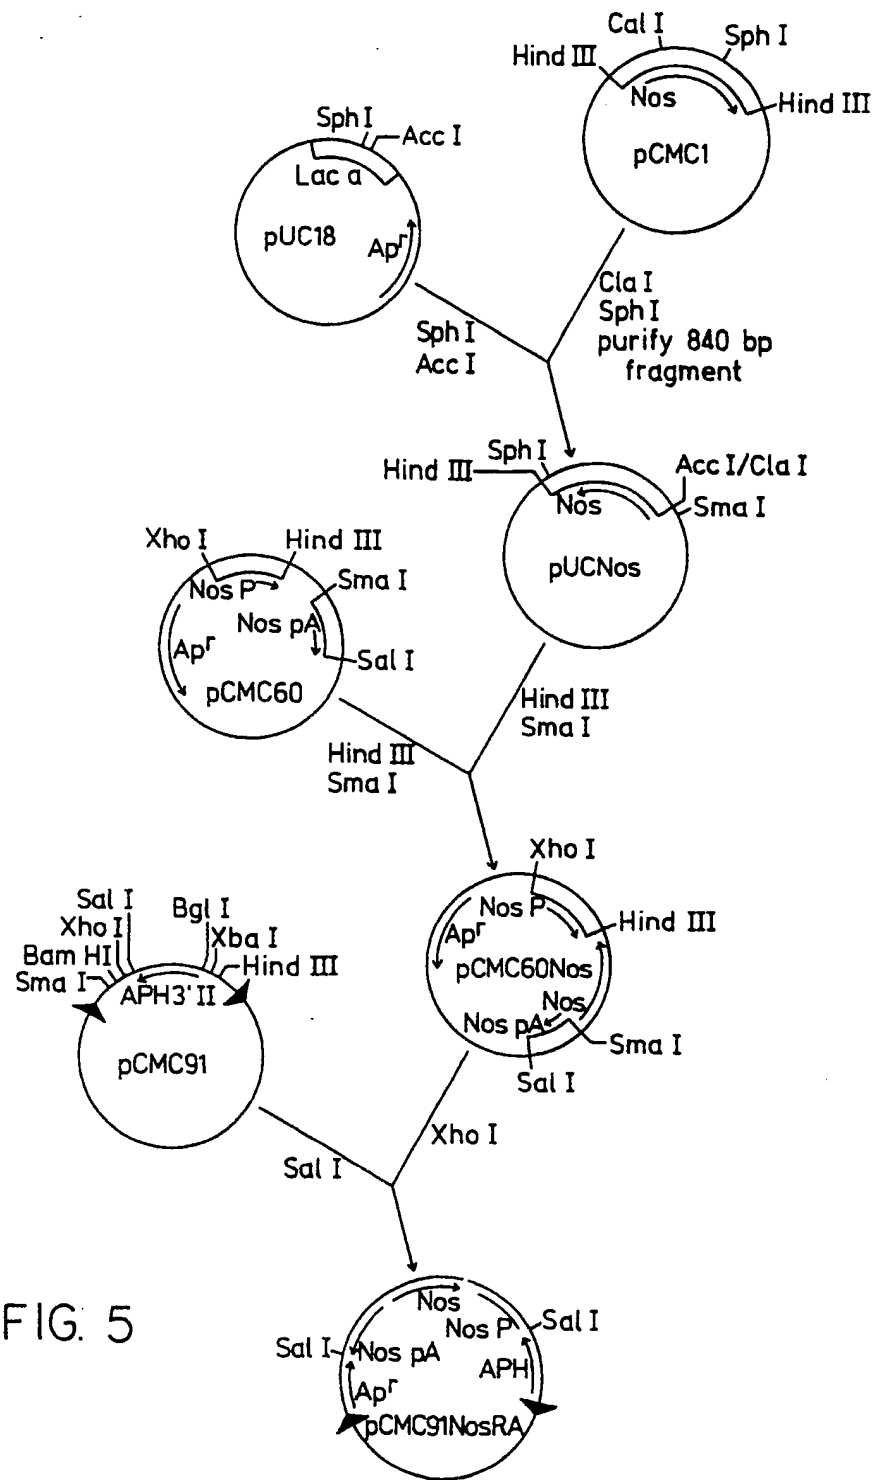 Cal I
Sph I
Hind III
Nos
Hind III
pCMC1
Sph I
Acc I
Lac a
pUC18
Apr
Cla I
Sph I
purify 840 bp
fragment
Sph I
Acc I
Sph I
Hind III
Acc I/Cla I
Nos
Sma I
pUCNos
Xho I
Hind III
Nos P
Sma I
Nos pA
Apr
Sal I
pCMC60
Hind III
Sma I
Hind III
Sma I
Xho I
Nos P
Hind III
Apr
pCMC60Nos
Nos
Nos pA
Sma I
Sal I
Sal I
Bgl I
Xho I
Xba I
Bam HI
Hind III
Sma I
APH3'II
pCMC91
Xho I
Sal I
FIG. 5
Nos
Nos P
Sal I
Sal I
Nos pA
APH
Apr
pCMC91NosRA